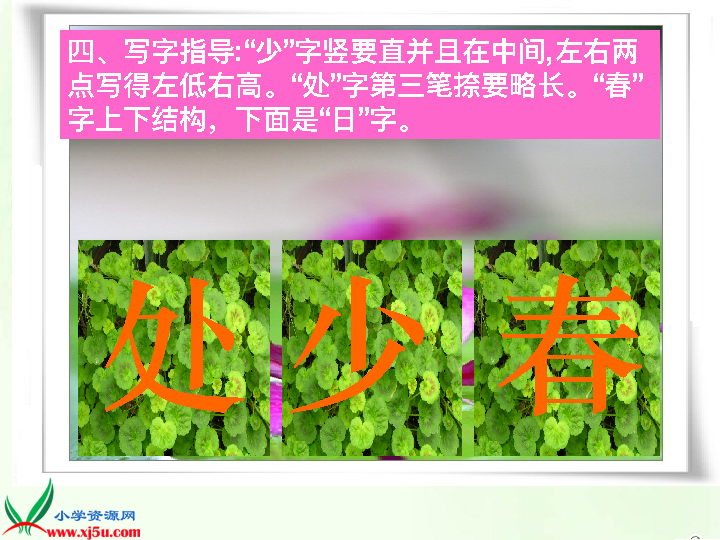 四、写字指导:“少”字竖要直并且在中间,左右两
点写得左低右高。“处”字第三笔捺要略长。“春”
字上下结构，下面是“日”字。
处 少 春
小学资源网
www.xj5u.com